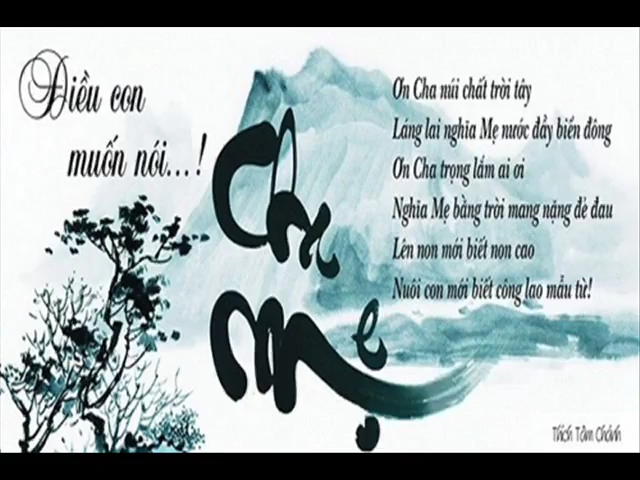 Điều con
muốn nói...!
Cha
Mẹ
Ơn Cha núi chất trời tây
Láng lai nghĩa Mẹ nước đầy biển đông
Ơn Cha trọng lắm ai ơi
Nghĩa Mẹ bằng trời mang nặng đẻ đau
Lên non mới biết non cao
Nuôi con mới biết công lao mẫu từ!
Thích Tâm Chánh